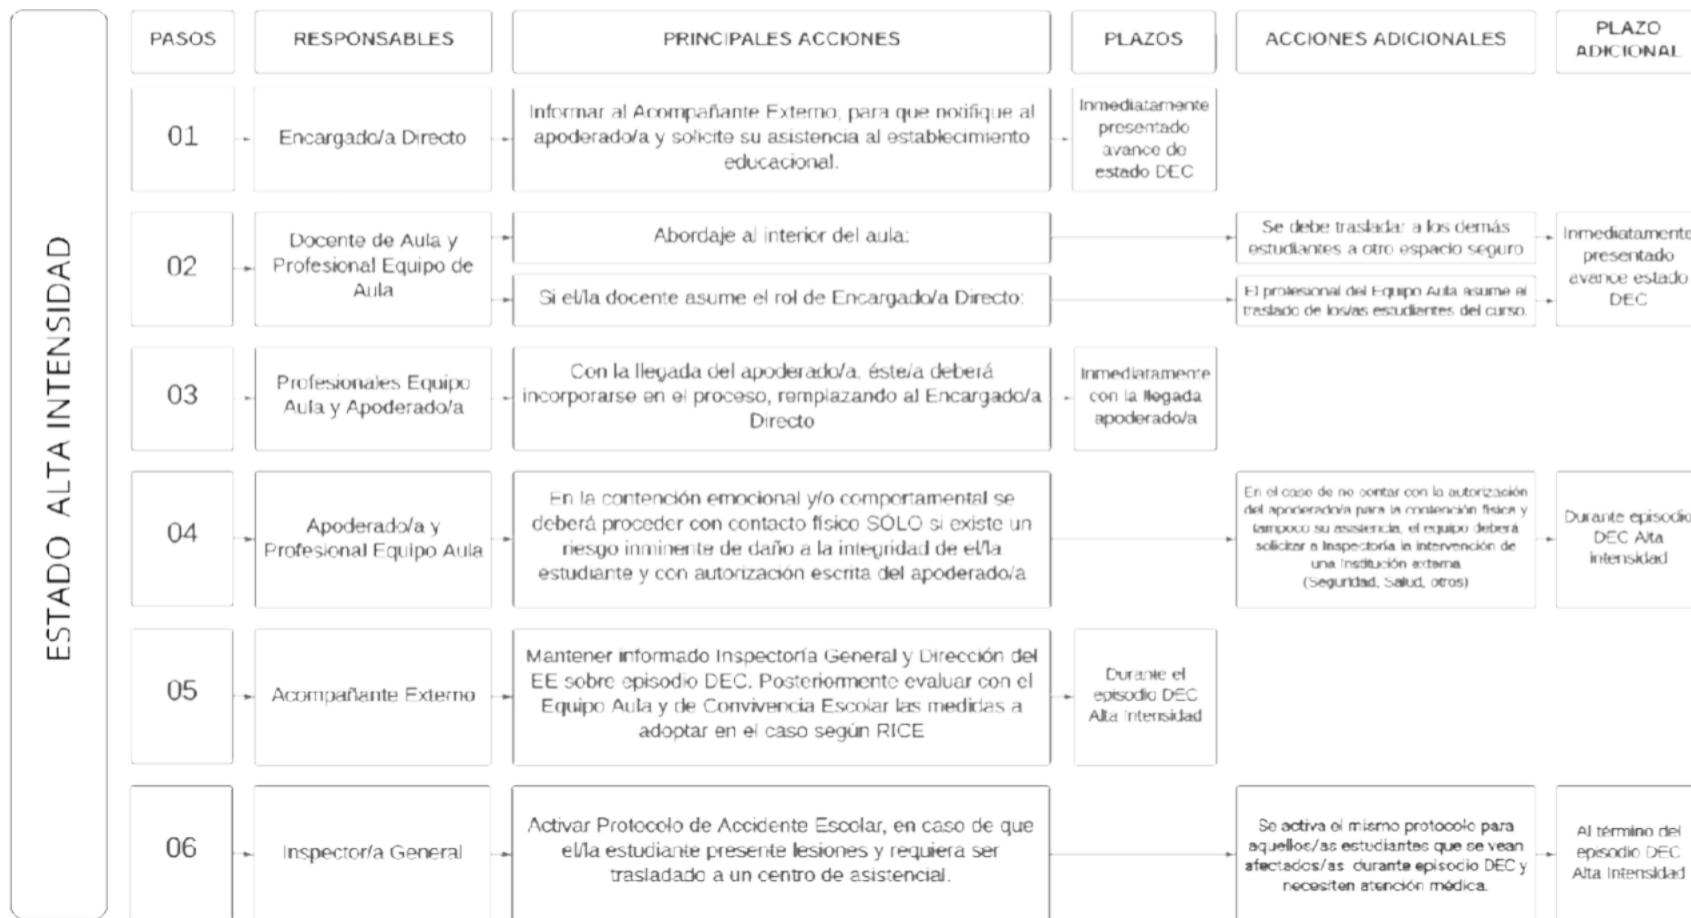 ESTADO ALTA INTENSIDAD
PASOS
RESPONSABLES
PRINCIPALES ACCIONES
PLAZOS
ACCIONES ADICIONALES
PLAZO
ADICIONAL
01
Encargado/a Directo
Informar al Acompañante Externo, para que notifique al
apoderado/a y solicite su asistencia al establecimiento
educacional.
Inmediatamente
presentado
avance de
estado DEC
02
Docente de Aula y
Profesional Equipo de
Aula
Abordaje al interior del aula:
Se debe trasladar a los demás
estudiantes a otro espacio seguro
Si el/la docente asume el rol de Encargado/a Directo:
El profesional del Equipo Aula asume el
traslado de los/as estudiantes del curso.
Inmediatamente
presentado
avance estado
DEC
03
Profesionales Equipo
Aula y Apoderado/a
Con la llegada del apoderado/a, éste/a deberá
incorporarse en el proceso, remplazando al Encargado/a
Directo
Inmediatamente
con la llegada
apoderado/a
04
Apoderado/a y
Profesional Equipo Aula
En la contención emocional y/o comportamental se
deberá proceder con contacto físico SÓLO si existe un
riesgo inminente de daño a la integridad de el/la
estudiante y con autorización escrita del apoderado/a
En el caso de no contar con la autorización
del apoderado/a para la contención física y
tampoco su asistencia, el equipo deberá
solicitar a Inspectoría la intervención de
una Institución externa
(Seguridad, Salud, otros)
Durante episodio
DEC Alta
intensidad
05
Acompañante Externo
Mantener informado Inspectoría General y Dirección del
EE sobre episodio DEC. Posteriormente evaluar con el
Equipo Aula y de Convivencia Escolar las medidas a
adoptar en el caso según RICE
Durante el
episodio DEC
Alta Intensidad
06
Inspector/a General
Activar Protocolo de Accidente Escolar, en caso de que
el/la estudiante presente lesiones y requiera ser
trasladado a un centro de asistencial.
Se activa el mismo protocolo para
aquellos/as estudiantes que se vean
afectados/as durante episodio DEC y
necesiten atención médica.
Al término del
episodio DEC
Alta Intensidad